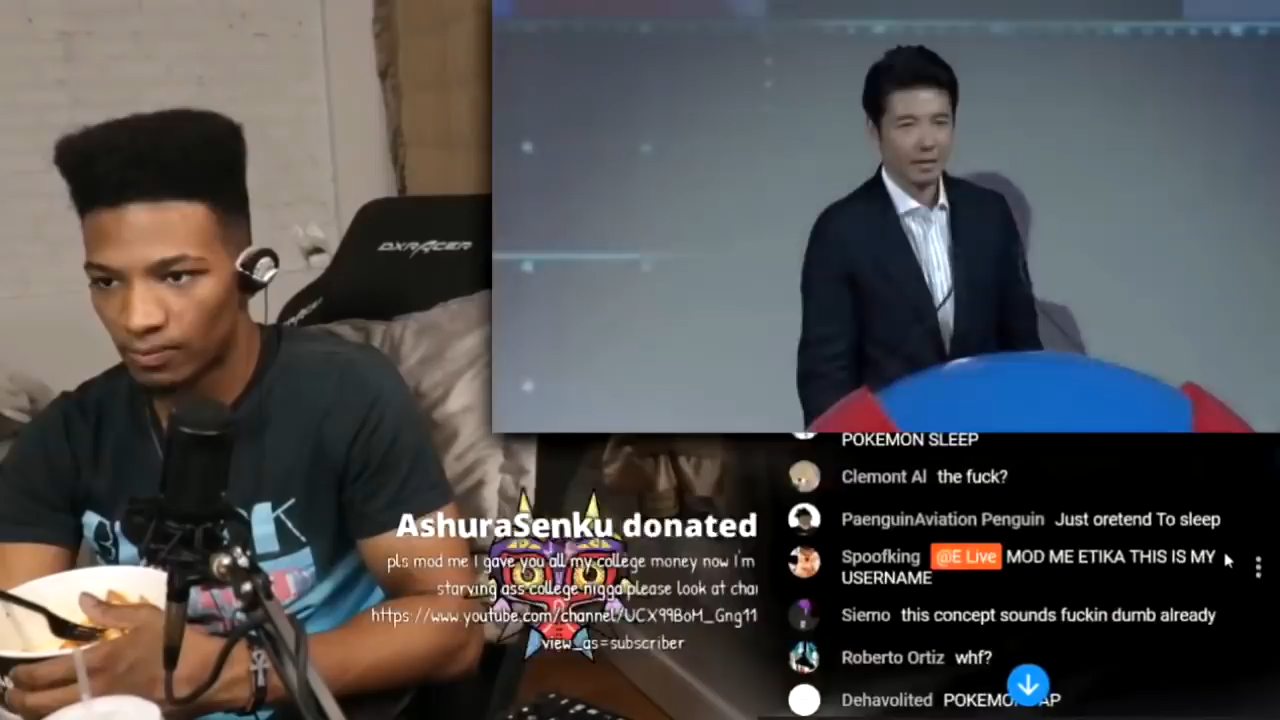 DXRACER
POKEMON SLEEP
Clemont Al the fuck?
PaenguinAviation Penguin Just oretend To sleep
Spoofking @E Live MOD ME ETIKA THIS IS MY
USERNAME
Siemo this concept sounds fuckin dumb already
Roberto Ortiz whf?
Dehavolited
AshuraSenku donated
pls mod me I gave you all my college money now I'm
starving ass college nigga please look at chai
https://www.youtube.com/channel/UCX99BoM_Gng11
view_as=subscriber